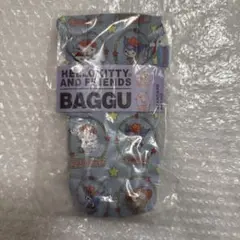 HELLO KITTY
AND FRIENDS
BAGGU